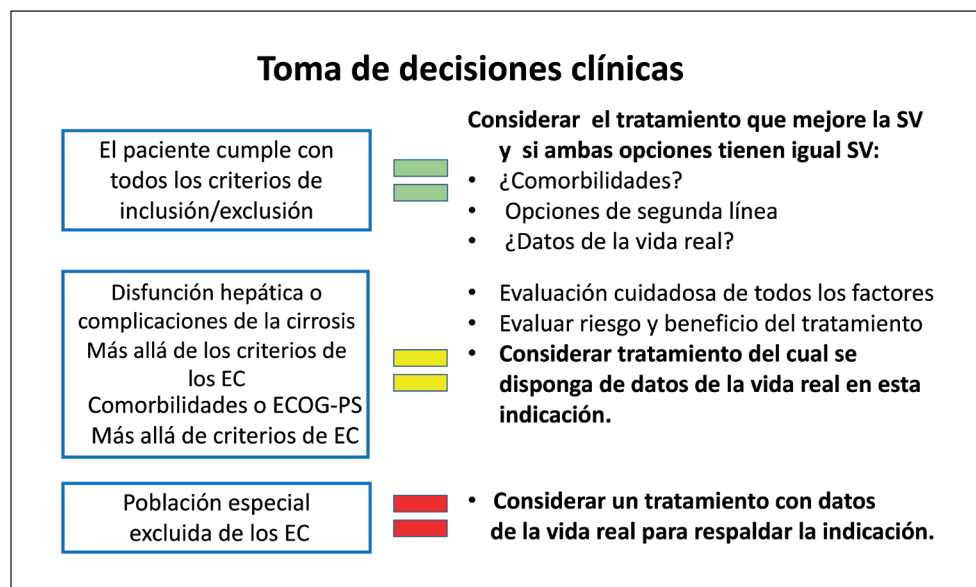 Toma de decisiones clínicas
El paciente cumple con
todos los criterios de
inclusión/exclusión
Considerar el tratamiento que mejore la SV
y si ambas opciones tienen igual SV:
• ¿Comorbilidades?
• Opciones de segunda línea
• ¿Datos de la vida real?
Disfunción hepática o
complicaciones de la cirrosis
Más allá de los criterios de
los EC
Comorbilidades o ECOG-PS
Más allá de criterios de EC
• Evaluación cuidadosa de todos los factores
• Evaluar riesgo y beneficio del tratamiento
• Considerar tratamiento del cual se
disponga de datos de la vida real en esta
indicación.
Población especial
excluida de los EC
• Considerar un tratamiento con datos
de la vida real para respaldar la indicación.